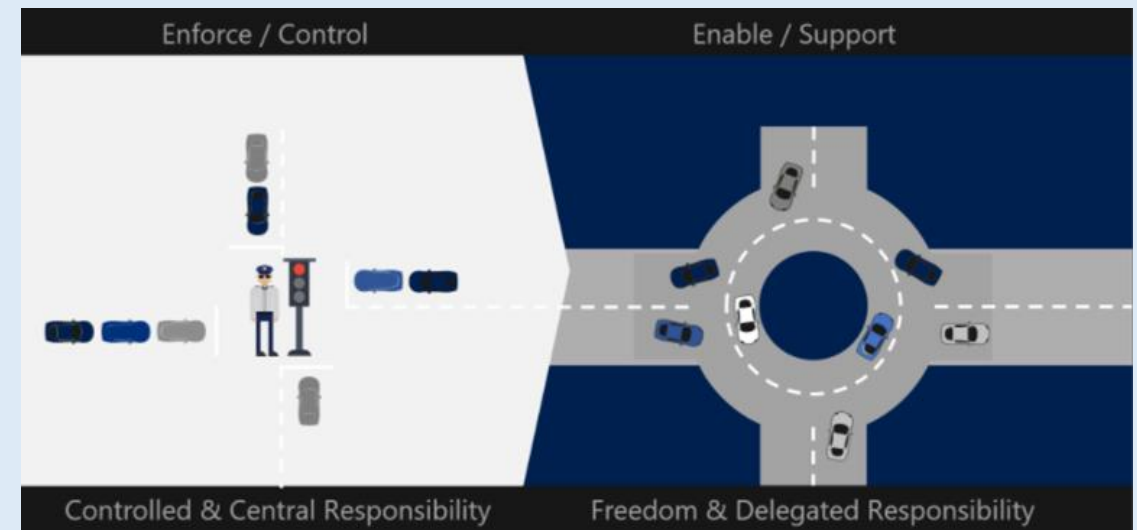 Enforce / Control
Enable / Support
Controlled & Central Responsibility
Freedom & Delegated Responsibility